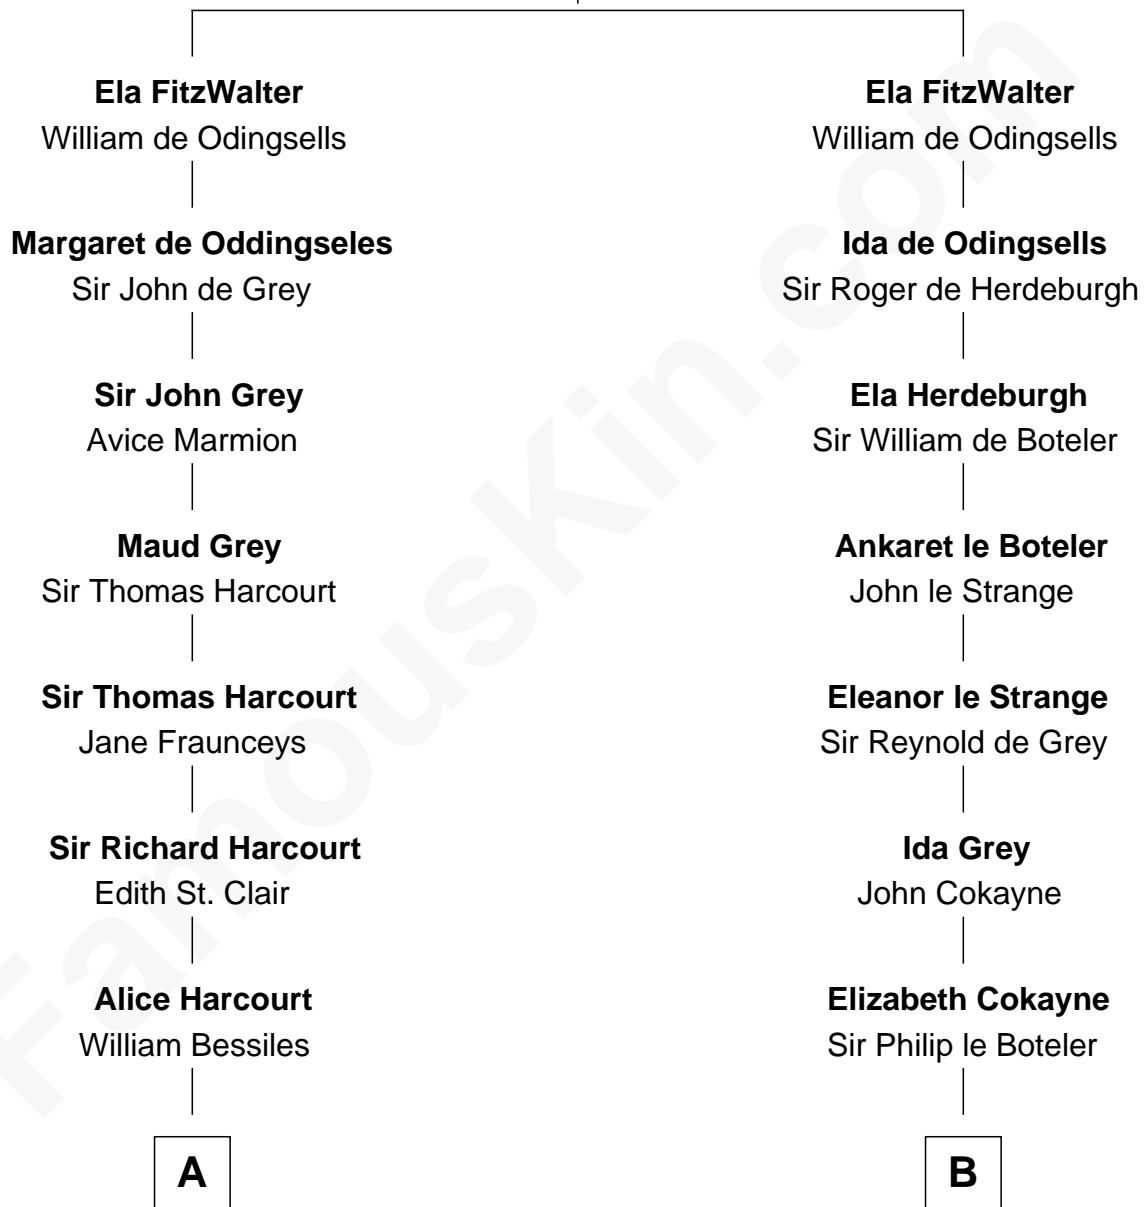 Ela FitzWalter
William de Odingsells
Margaret de Oddingseles
Sir John de Grey
Sir John Grey
Avice Marmion
Maud Grey
Sir Thomas Harcourt
Sir Thomas Harcourt
Jane Fraunceys
Sir Richard Harcourt
Edith St. Clair
Alice Harcourt
William Bessiles
A
Ela FitzWalter
William de Odingsells
Ida de Odingsells
Sir Roger de Herdeburgh
Ela Herdeburgh
Sir William de Boteler
Ankaret le Boteler
John le Strange
Eleanor le Strange
Sir Reynold de Grey
Ida Grey
John Cokayne
Elizabeth Cokayne
Sir Philip le Boteler
B
FamousKin.com